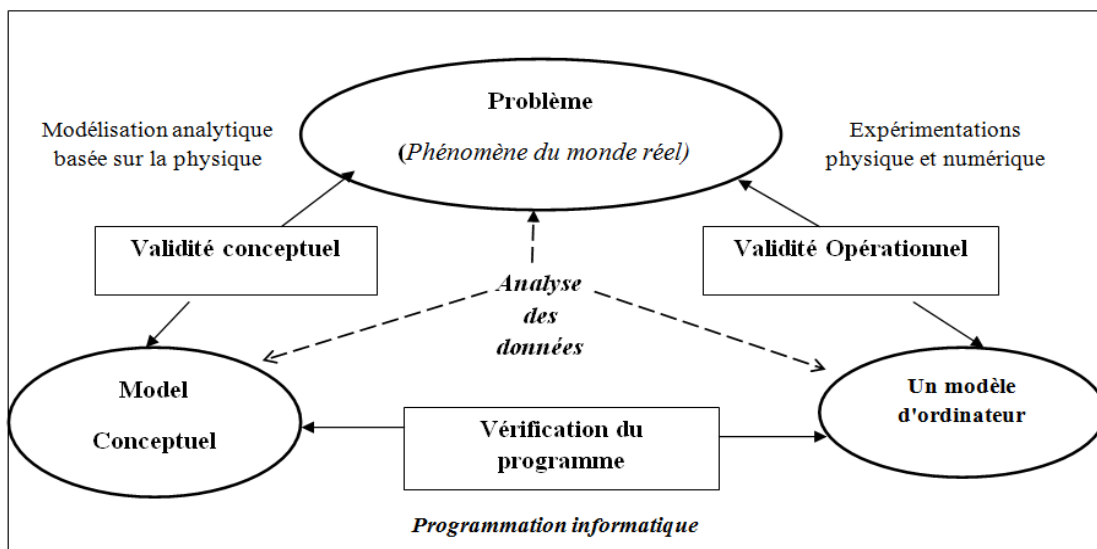 Problème
(Phénomène du monde réel)
Modélisation analytique
basée sur la physique
Expérimentations
physique et numérique
Validité conceptuel
Validité Opérationnel
Analyse
des
données
Model
Conceptuel
Un modèle
d'ordinateur
Vérification du
programme
Programmation informatique